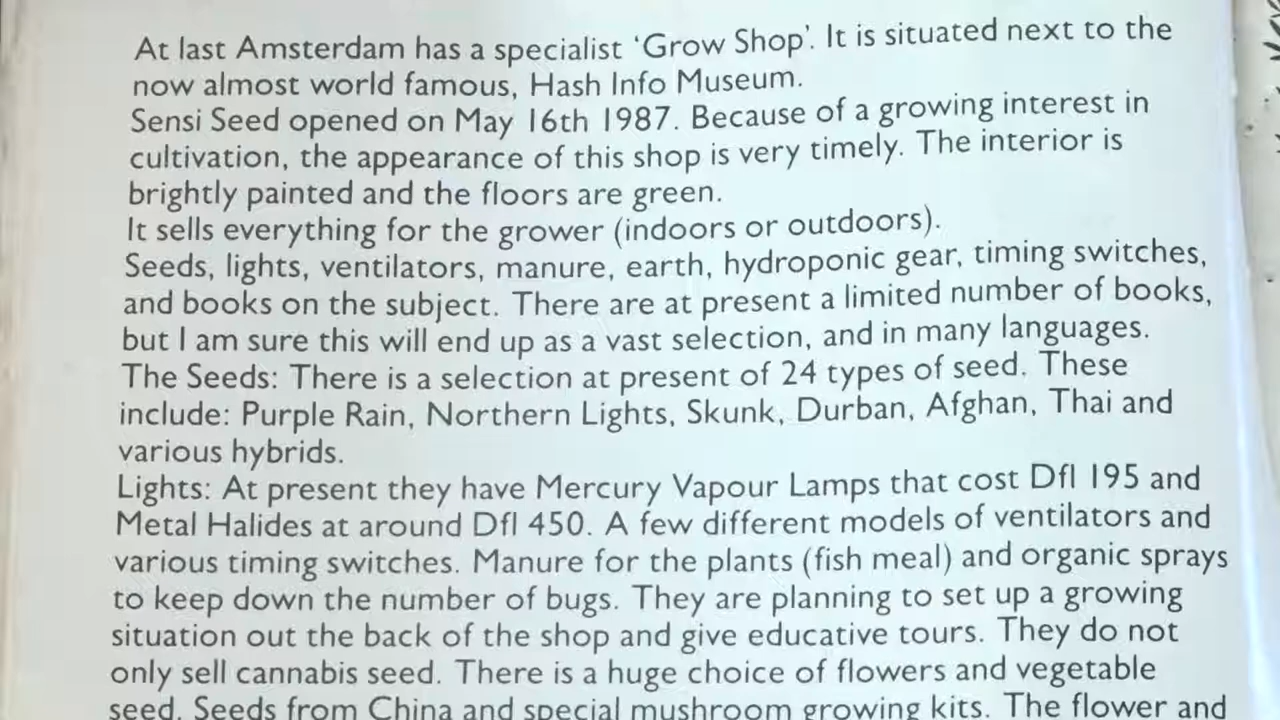 At last Amsterdam has a specialist ‘Grow Shop’. It is situated next to the
now almost world famous, Hash Info Museum.
Sensi Seed opened on May 16th 1987. Because of a growing interest in
cultivation, the appearance of this shop is very timely. The interior is
brightly painted and the floors are green.
It sells everything for the grower (indoors or outdoors).
Seeds, lights, ventilators, manure, earth, hydroponic gear, timing switches,
and books on the subject. There are at present a limited number of books,
but I am sure this will end up as a vast selection, and in many languages.
The Seeds: There is a selection at present of 24 types of seed. These
include: Purple Rain, Northern Lights, Skunk, Durban, Afghan, Thai and
various hybrids.
Lights: At present they have Mercury Vapour Lamps that cost Dfl 195 and
Metal Halides at around Dfl 450. A few different models of ventilators and
various timing switches. Manure for the plants (fish meal) and organic sprays
to keep down the number of bugs. They are planning to set up a growing
situation out the back of the shop and give educative tours. They do not
only sell cannabis seed. There is a huge choice of flowers and vegetable
seed. Seeds from China and special mushroom growing kits. The flower and